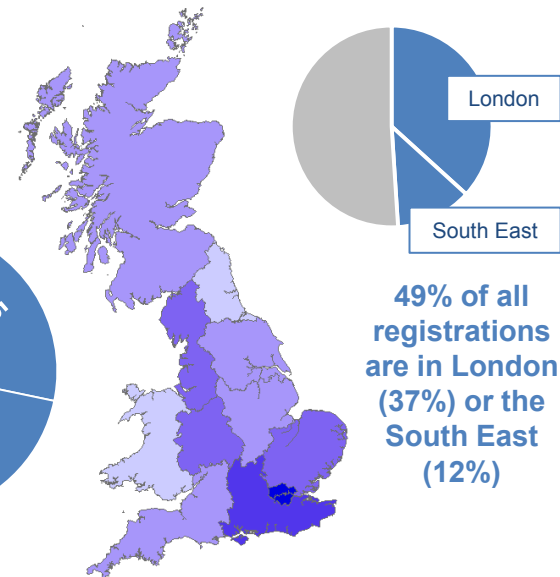 London
South East
49% of all
registrations
are in London
(37%) or the
South East
(12%)